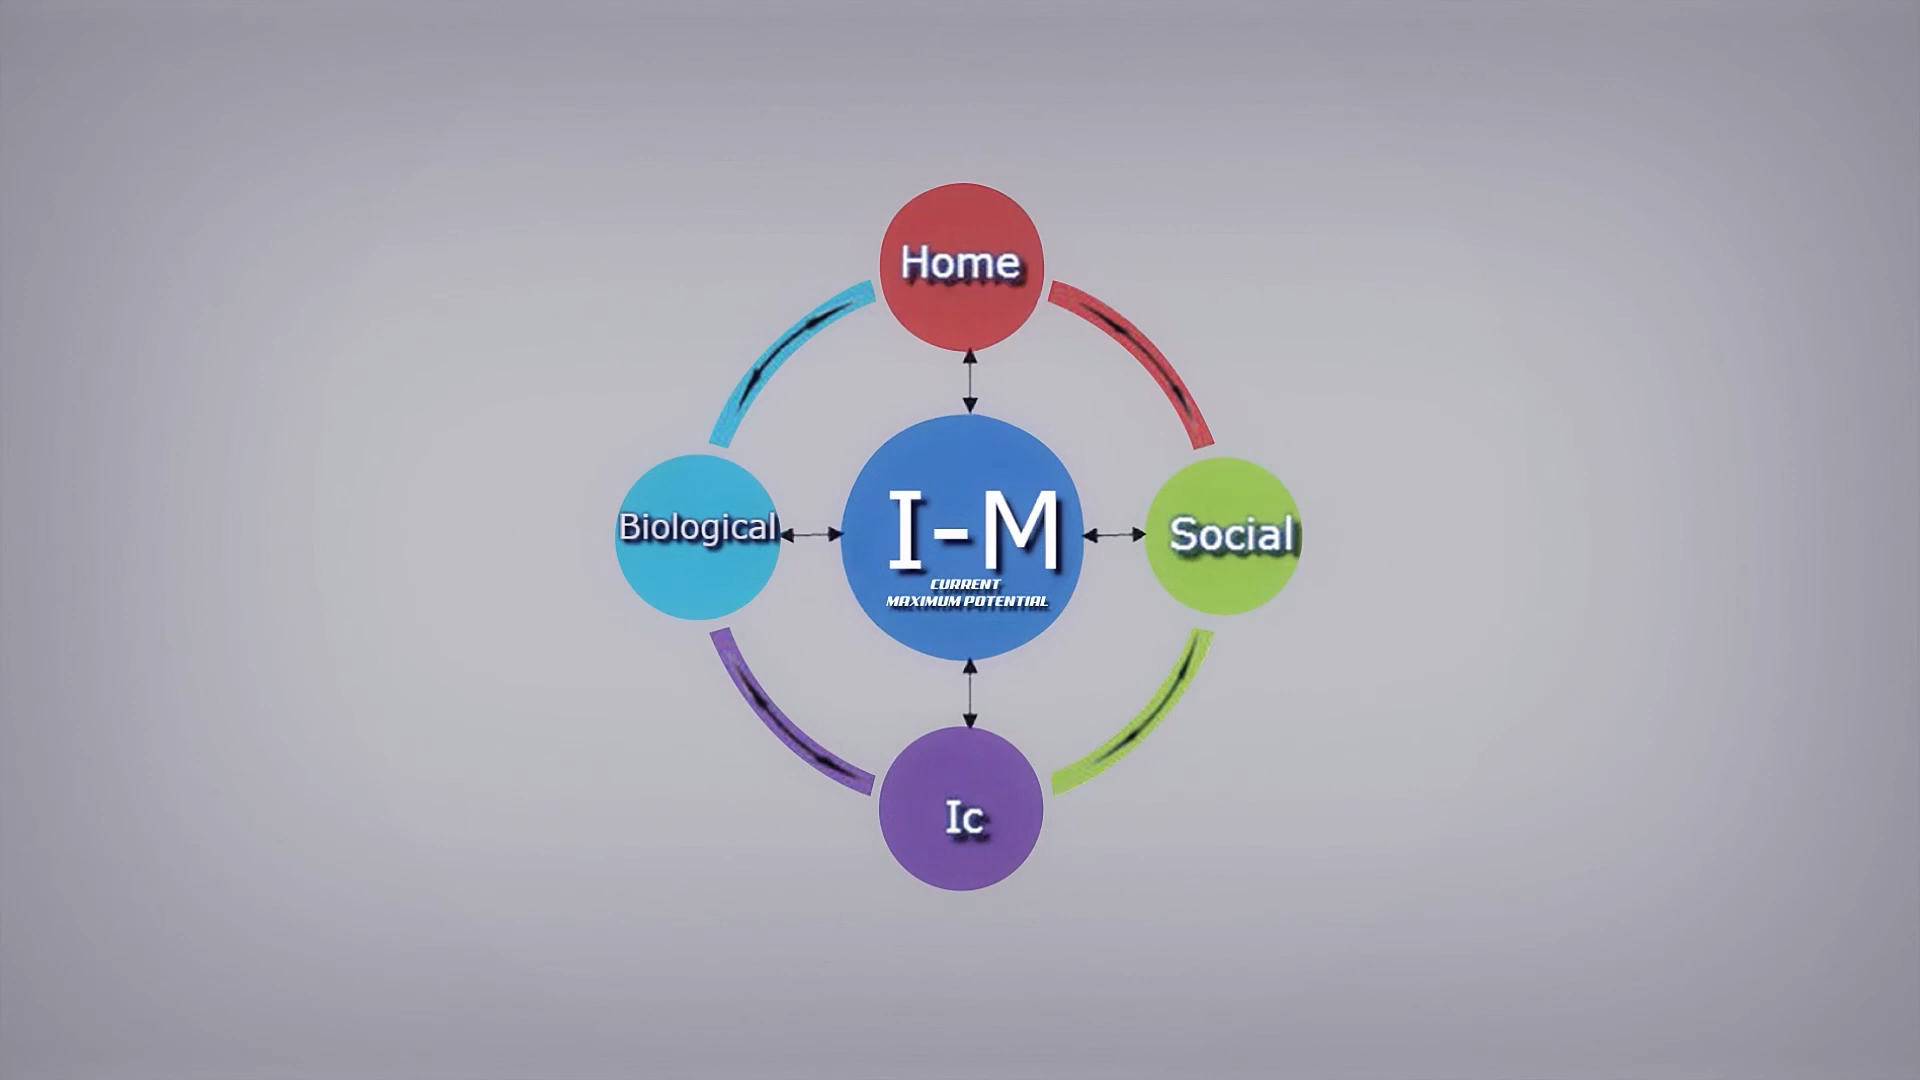 Home
Biological
I-M
CURRENT
MAXIMUM POTENTIAL
Social
Ic